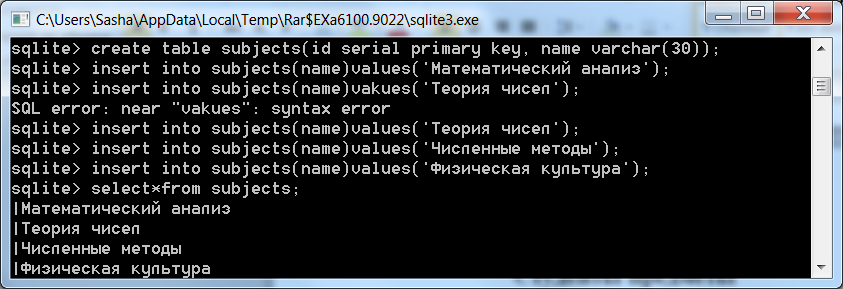 C:\Users\Sasha\AppData\Local\Temp\Rar$EXa6100.9022\sqlite3.exe
sqlite> create table subjects(id serial primary key, name varchar(30));
sqlite> insert into subjects(name)values('Математический анализ');
sqlite> insert into subjects(name)vakues('Теория чисел');
SQL error: near "vakues": syntax error
sqlite> insert into subjects(name)values('Теория чисел');
sqlite> insert into subjects(name)values('Численные методы');
sqlite> insert into subjects(name)values('Физическая культура');
sqlite> select*from subjects;
|Математический анализ
|Теория чисел
|Численные методы
|Физическая культура